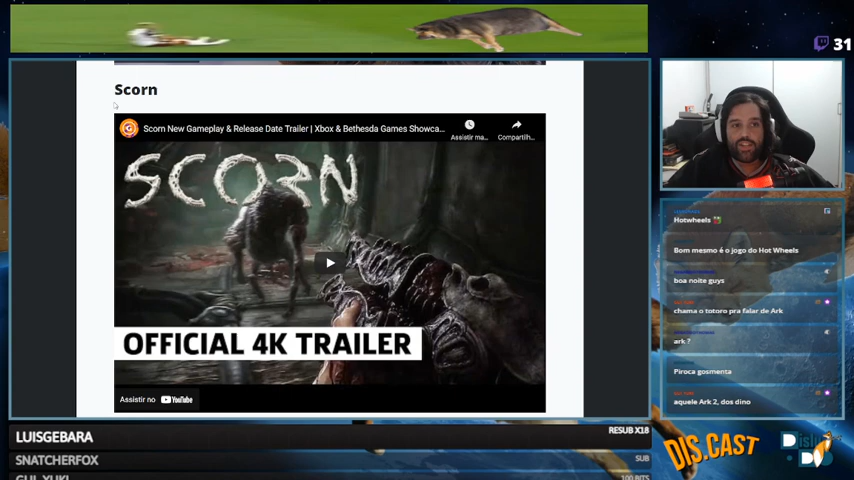 31
Scorn
Scorn New Gameplay & Release Date Trailer | Xbox & Bethesda Games Showca...
Assistir ma...
Compartilh...
SCORN
OFFICIAL 4K TRAILER
Assistir no YouTube
Hotwheels
Bom mesmo é o jogo do Hot Wheels
boa noite guys
chama o totoro pra falar de Ark
ark ?
Piroca gosmenta
aquele Ark 2, dos dino
LUISGEBARA
RESUB X18
SNATCHERFOX
SUB
100 BITS
DIS.CAST